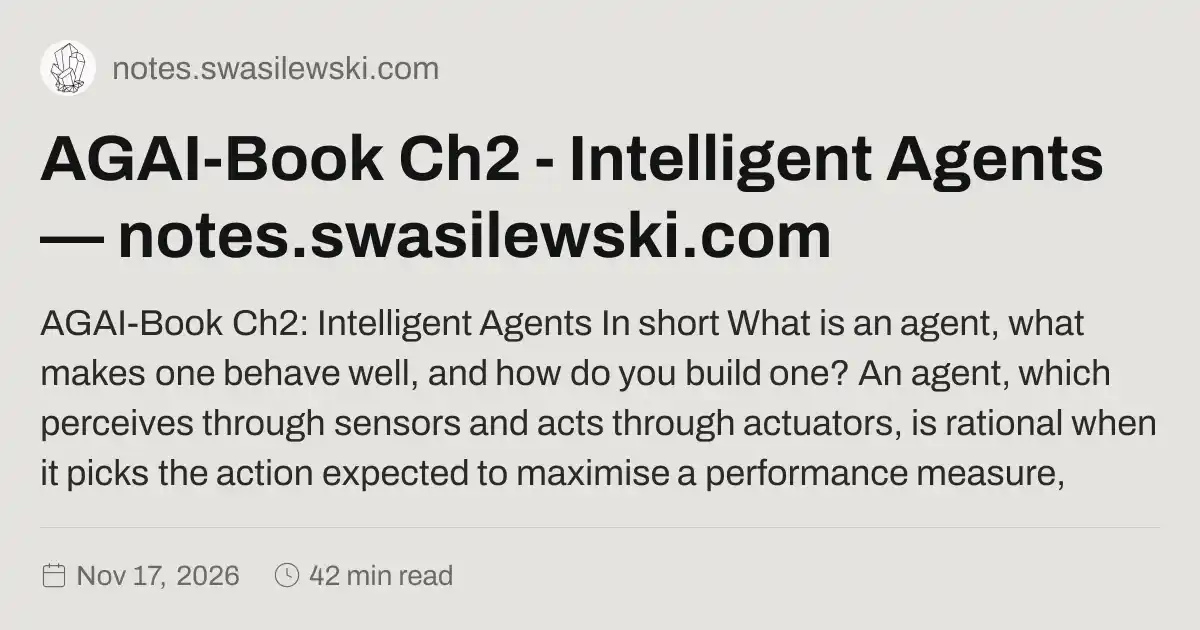 notes.swasilewski.com
AGAI-Book Ch2 - Intelligent Agents
— notes.swasilewski.com
AGAI-Book Ch2: Intelligent Agents In short What is an agent, what
makes one behave well, and how do you build one? An agent, which
perceives through sensors and acts through actuators, is rational when
it picks the action expected to maximise a performance measure,
Nov 17, 2026 42 min read